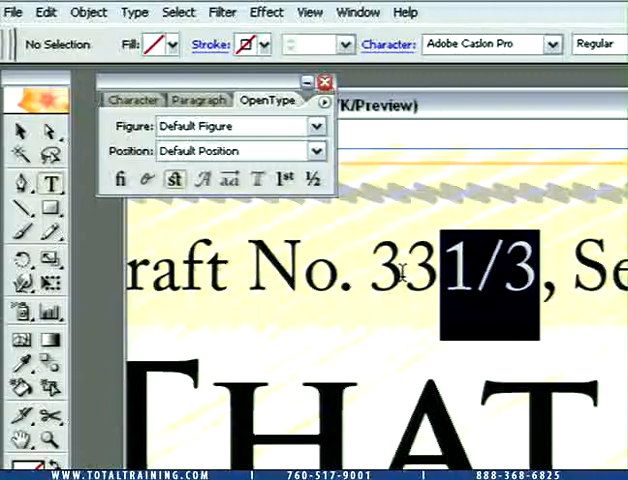 File Edit Object Type Select Filter Effect View Window Help
No Selection Fill: Stroke: Character: Adobe Caslon Pro Regular
Character Paragraph OpenType
K/Preview)
Figure: Default Figure
Position: Default Position
fi st A ad T 1st ½
T
raft No. 331/3, Se
THAT
WWW.TOTALTRAINING.COM | 760-517-9001 | 888-368-6825